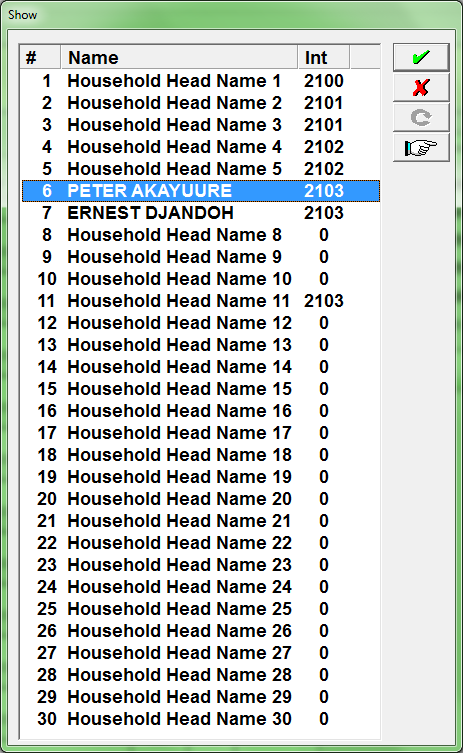 Show
# Name Int
1 Household Head Name 1 2100
2 Household Head Name 2 2101
3 Household Head Name 3 2101
4 Household Head Name 4 2102
5 Household Head Name 5 2102
6 PETER AKAYUURE 2103
7 ERNEST DJANDOH 2103
8 Household Head Name 8 0
9 Household Head Name 9 0
10 Household Head Name 10 0
11 Household Head Name 11 2103
12 Household Head Name 12 0
13 Household Head Name 13 0
14 Household Head Name 14 0
15 Household Head Name 15 0
16 Household Head Name 16 0
17 Household Head Name 17 0
18 Household Head Name 18 0
19 Household Head Name 19 0
20 Household Head Name 20 0
21 Household Head Name 21 0
22 Household Head Name 22 0
23 Household Head Name 23 0
24 Household Head Name 24 0
25 Household Head Name 25 0
26 Household Head Name 26 0
27 Household Head Name 27 0
28 Household Head Name 28 0
29 Household Head Name 29 0
30 Household Head Name 30 0